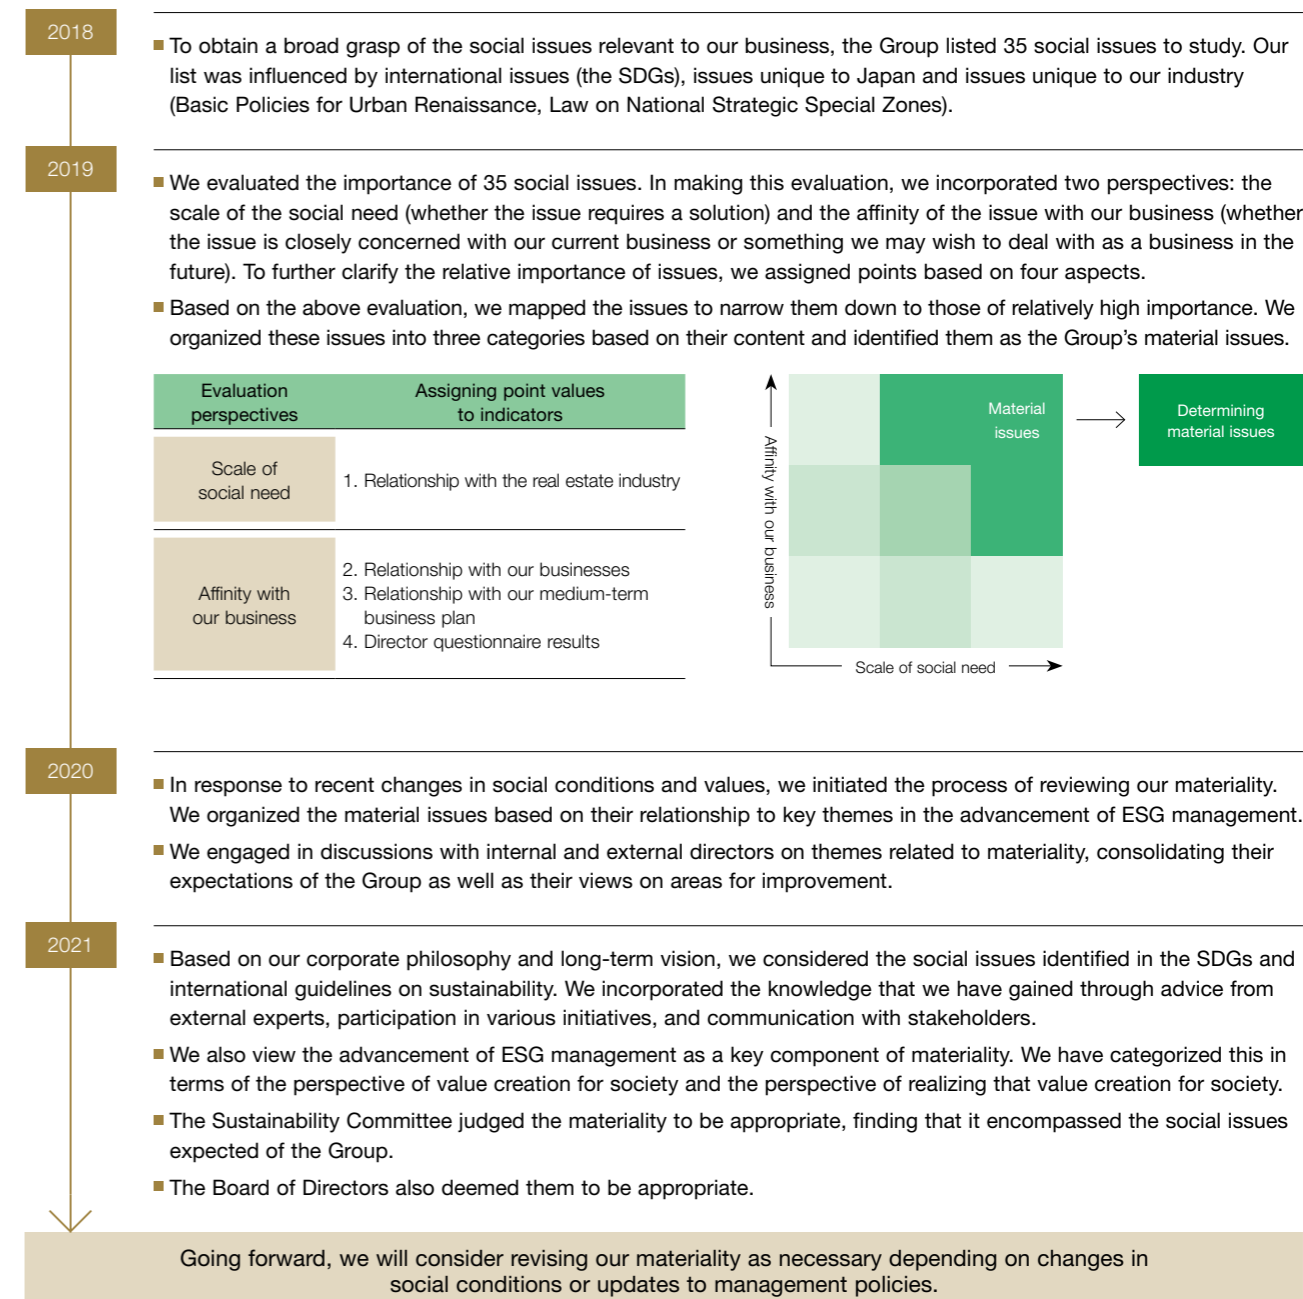 2018
To obtain a broad grasp of the social issues relevant to our business, the Group listed 35 social issues to study. Our
list was influenced by international issues (the SDGs), issues unique to Japan and issues unique to our industry
(Basic Policies for Urban Renaissance, Law on National Strategic Special Zones).
2019
We evaluated the importance of 35 social issues. In making this evaluation, we incorporated two perspectives: the
scale of the social need (whether the issue requires a solution) and the affinity of the issue with our business (whether
the issue is closely concerned with our current business or something we may wish to deal with as a business in the
future). To further clarify the relative importance of issues, we assigned points based on four aspects.
Based on the above evaluation, we mapped the issues to narrow them down to those of relatively high importance. We
organized these issues into three categories based on their content and identified them as the Group's material issues.
Evaluation
perspectives
Assigning point values
to indicators
Scale of
social need
1. Relationship with the real estate industry
Affinity with
our business
2. Relationship with our businesses
3. Relationship with our medium-term
business plan
4. Director questionnaire results
Affinity with our business
Material
issues
Scale of social need
Determining
material issues
2020
In response to recent changes in social conditions and values, we initiated the process of reviewing our materiality.
We organized the material issues based on their relationship to key themes in the advancement of ESG management.
We engaged in discussions with internal and external directors on themes related to materiality, consolidating their
expectations of the Group as well as their views on areas for improvement.
2021
Based on our corporate philosophy and long-term vision, we considered the social issues identified in the SDGs and
international guidelines on sustainability. We incorporated the knowledge that we have gained through advice from
external experts, participation in various initiatives, and communication with stakeholders.
We also view the advancement of ESG management as a key component of materiality. We have categorized this in
terms of the perspective of value creation for society and the perspective of realizing that value creation for society.
The Sustainability Committee judged the materiality to be appropriate, finding that it encompassed the social issues
expected of the Group.
The Board of Directors also deemed them to be appropriate.
Going forward, we will consider revising our materiality as necessary depending on changes in
social conditions or updates to management policies.